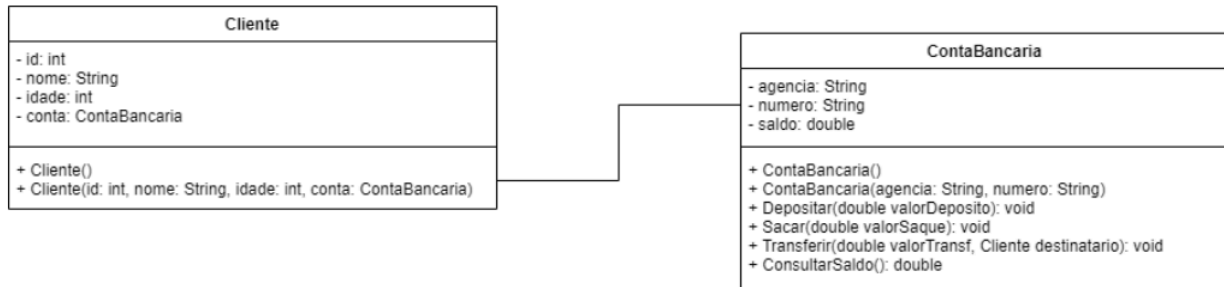 Cliente
- id: int
- nome: String
- idade: int
- conta: ContaBancaria
+ Cliente()
+ Cliente(id: int, nome: String, idade: int, conta: ContaBancaria)
ContaBancaria
- agencia: String
- numero: String
- saldo: double
+ ContaBancaria()
+ ContaBancaria(agencia: String, numero: String)
+ Depositar(double valorDeposito): void
+ Sacar(double valorSaque): void
+ Transferir(double valorTransf, Cliente destinatario): void
+ ConsultarSaldo(): double